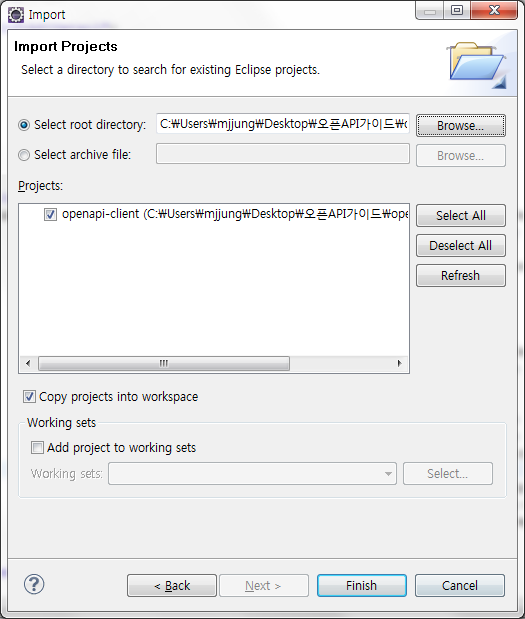 Import
Import Projects
Select a directory to search for existing Eclipse projects.
Select root directory: C:₩Users₩mjjung₩Desktop₩오픈API가이드₩o Browse...
Select archive file: Browse...
Projects:
openapi-client (C:₩Users₩mjjung₩Desktop₩오픈API가이드₩ope
Select All
Deselect All
Refresh
Copy projects into workspace
Working sets
Add project to working sets
Working sets: Select...
? < Back Next > Finish Cancel